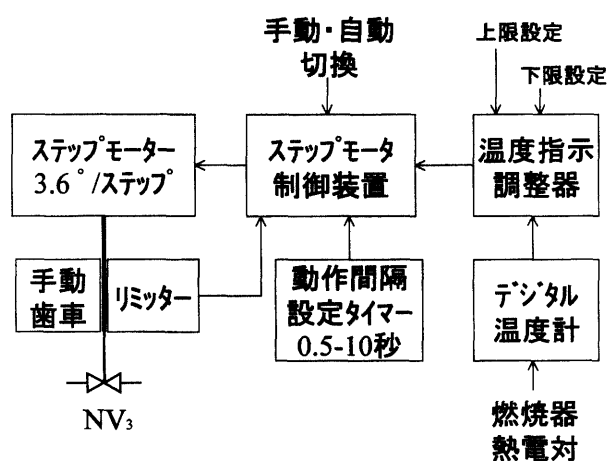 手動・自動
切換
上限設定
下限設定
ステップモーター
3.6°/ステップ
ステップモータ
制御装置
温度指示
調整器
手動
歯車
リミッター
動作間隔
設定タイマー
0.5-10秒
デジタル
温度計
NV₃
燃焼器
熱電対